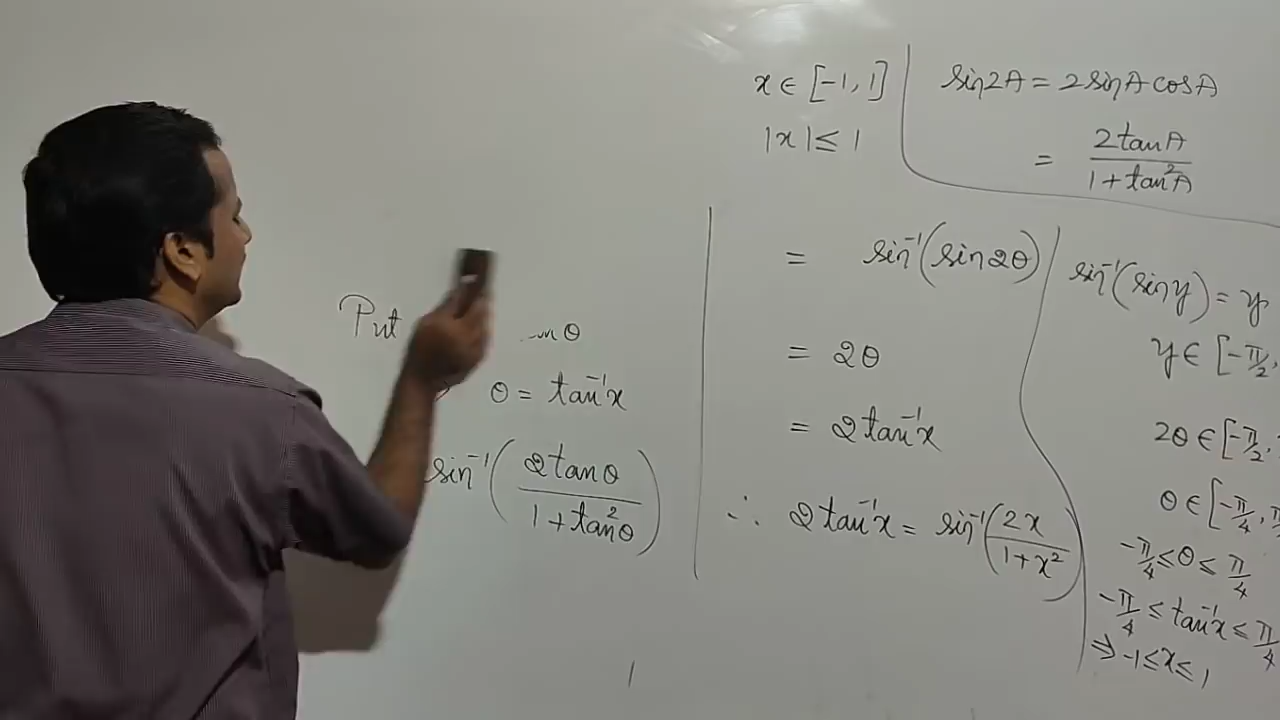 Put θ
θ = tan⁻¹x
sin⁻¹(2tanθ/(1+tan²θ))
x ∈ [-1, 1]
|x| ≤ 1
sin2A = 2sinA cosA
= 2tanA/(1+tan²A)
= sin⁻¹(sin2θ)
= 2θ
= 2tan⁻¹x
∴ 2tan⁻¹x = sin⁻¹(2x/(1+x²))
sin⁻¹(siny) = y
y ∈ [-π/2,
2θ ∈ [-π/2,
θ ∈ [-π/4,
-π/4 ≤ θ ≤ π/4
-π/4 ≤ tan⁻¹x ≤ π/4
⇒ -1 ≤ x ≤ 1